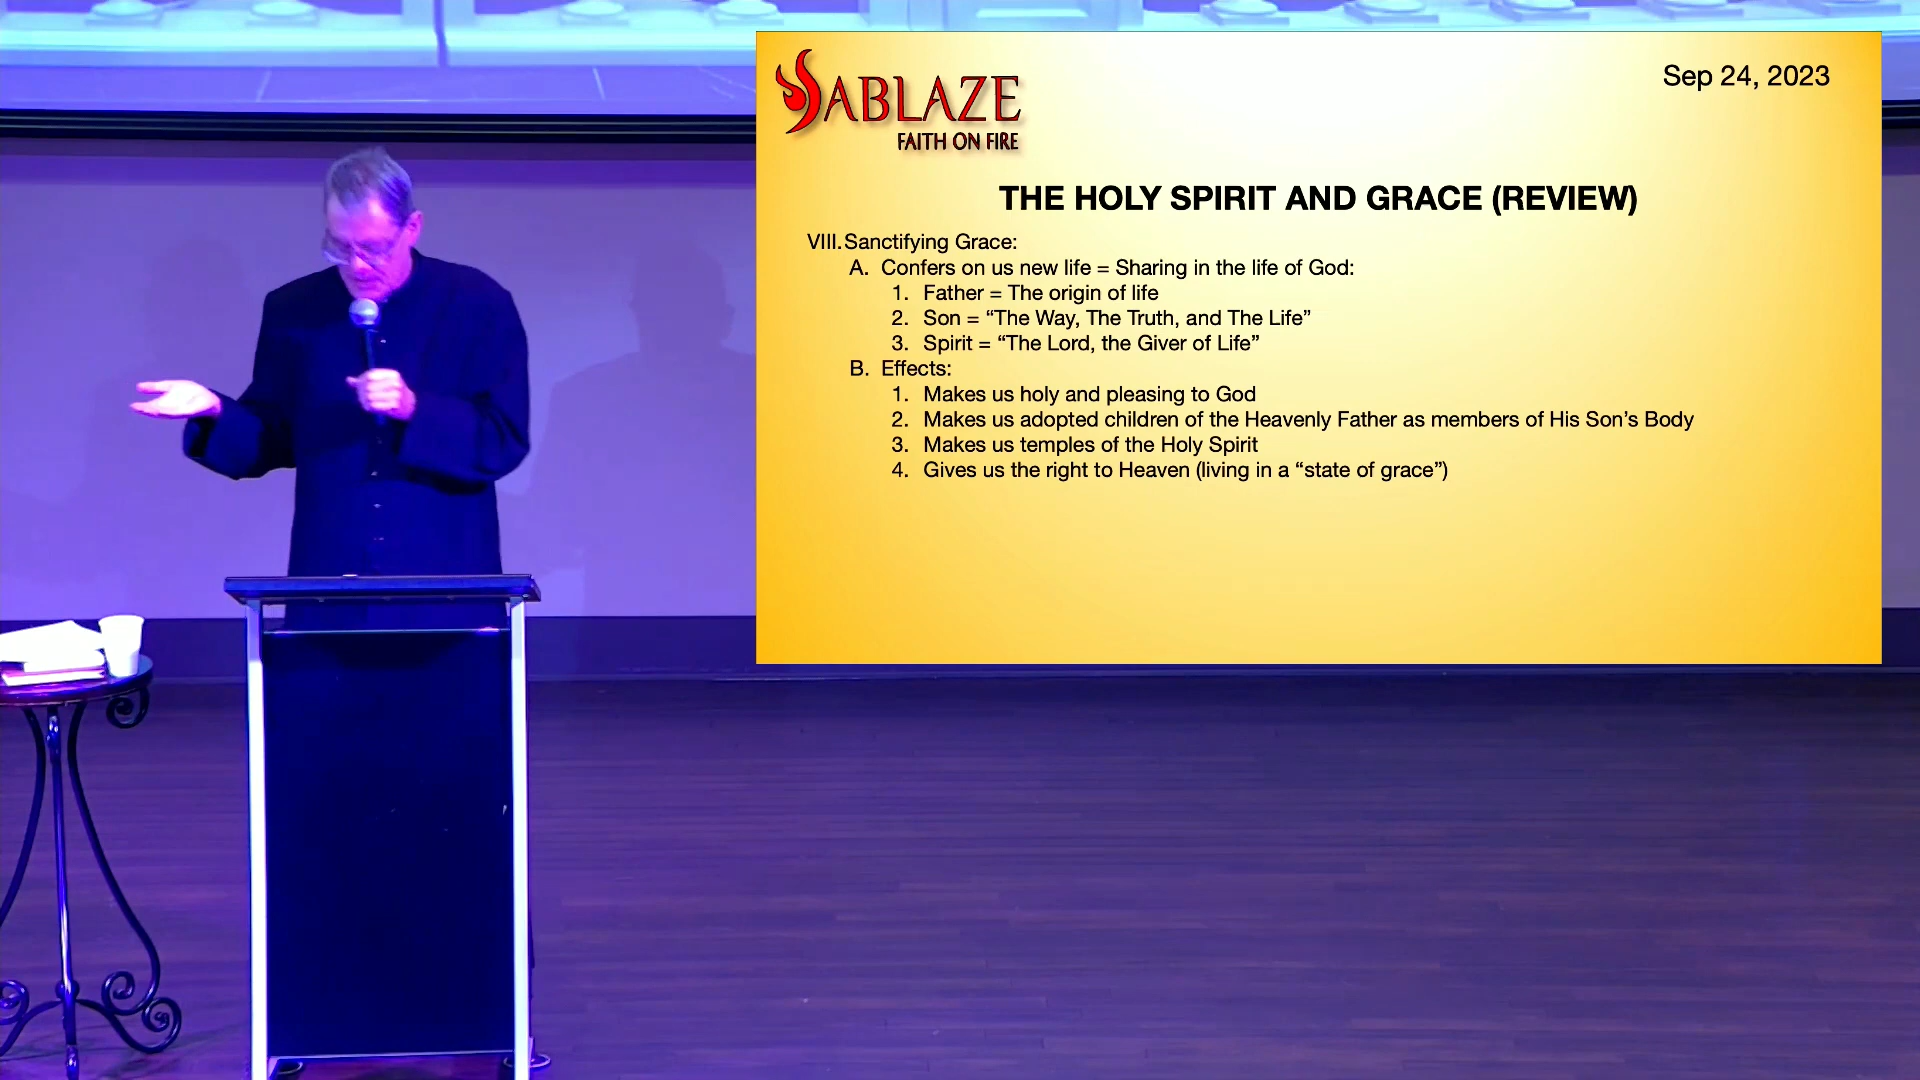 ABLAZE
FAITH ON FIRE
Sep 24, 2023
THE HOLY SPIRIT AND GRACE (REVIEW)
VIII. Sanctifying Grace:
A. Confers on us new life = Sharing in the life of God:
1. Father = The origin of life
2. Son = “The Way, The Truth, and The Life”
3. Spirit = “The Lord, the Giver of Life”
B. Effects:
1. Makes us holy and pleasing to God
2. Makes us adopted children of the Heavenly Father as members of His Son’s Body
3. Makes us temples of the Holy Spirit
4. Gives us the right to Heaven (living in a “state of grace”)